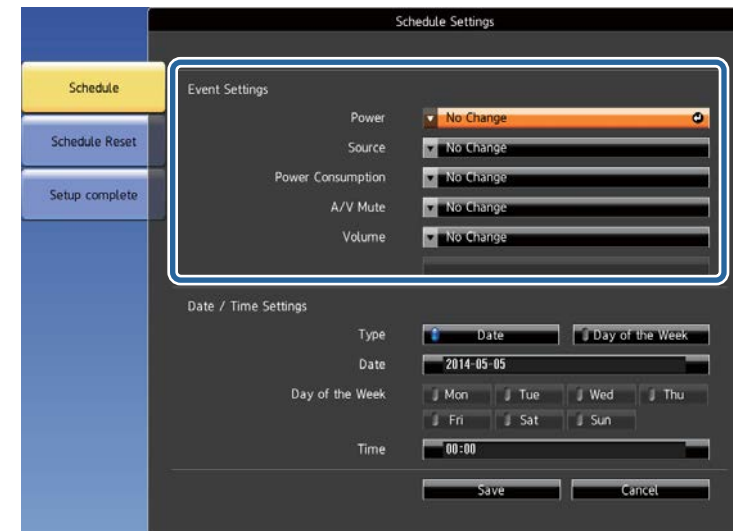 Schedule Settings
Schedule
Schedule Reset
Setup complete
Event Settings
Power No Change
Source No Change
Power Consumption No Change
A/V Mute No Change
Volume No Change
Date / Time Settings
Type Date Day of the Week
Date 2014-05-05
Day of the Week Mon Tue Wed Thu
Fri Sat Sun
Time 00:00
Save Cancel